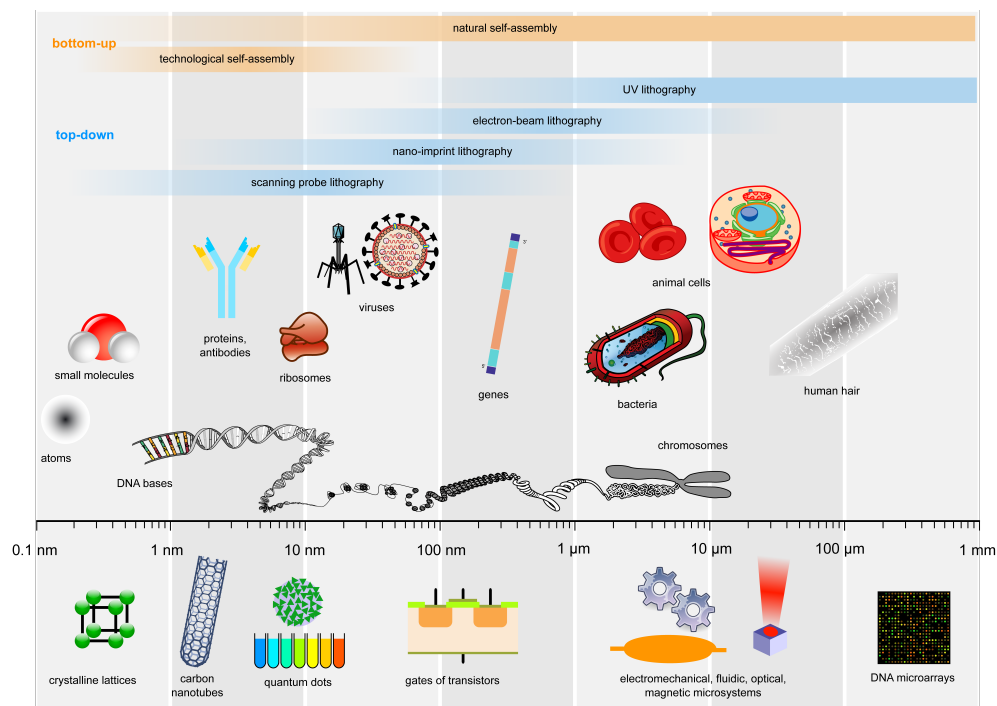 natural self-assembly
bottom-up
technological self-assembly
UV lithography
electron-beam lithography
top-down
nano-imprint lithography
scanning probe lithography
3'
animal cells
viruses
proteins,
antibodies
small molecules
ribosomes
5'
genes
bacteria
human hair
atoms
chromosomes
DNA bases
0.1 nm
1 nm
10 nm
100 nm
1 µm
10 µm
100 µm
1 mm
crystalline lattices
carbon
nanotubes
quantum dots
gates of transistors
electromechanical, fluidic, optical,
magnetic microsystems
DNA microarrays